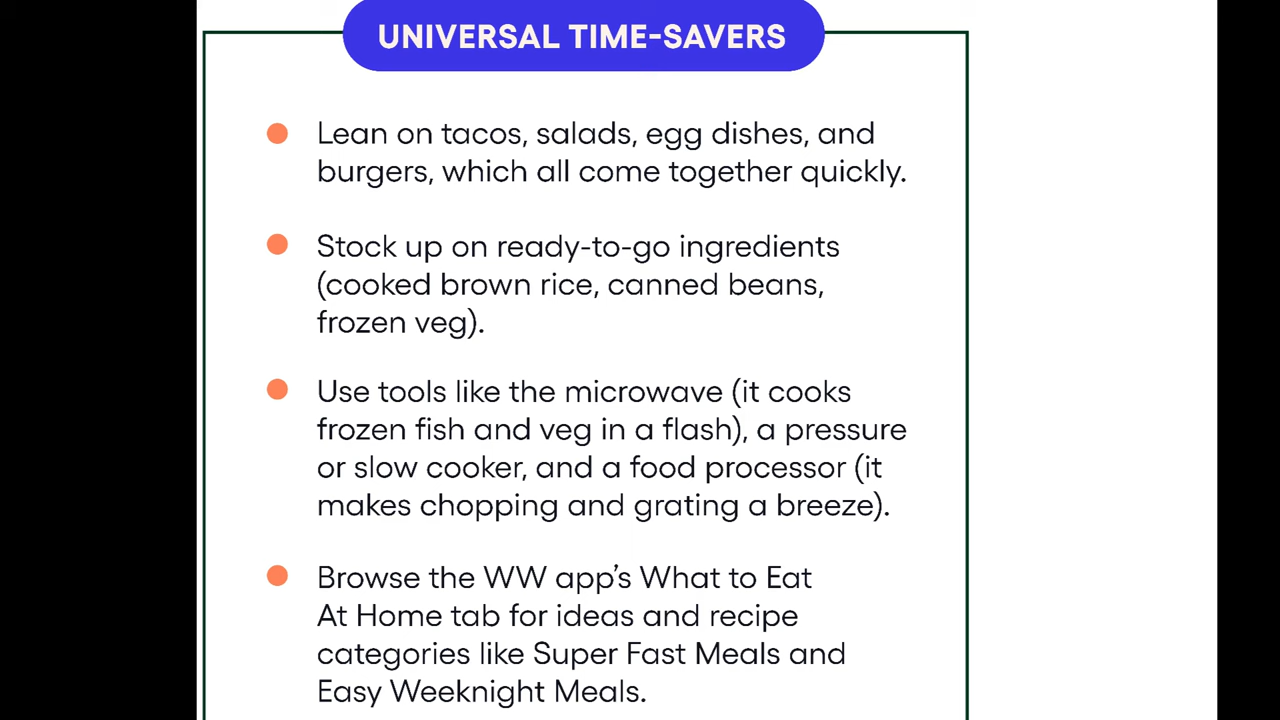 UNIVERSAL TIME-SAVERS
Lean on tacos, salads, egg dishes, and
burgers, which all come together quickly.
Stock up on ready-to-go ingredients
(cooked brown rice, canned beans,
frozen veg).
Use tools like the microwave (it cooks
frozen fish and veg in a flash), a pressure
or slow cooker, and a food processor (it
makes chopping and grating a breeze).
Browse the WW app’s What to Eat
At Home tab for ideas and recipe
categories like Super Fast Meals and
Easy Weeknight Meals.